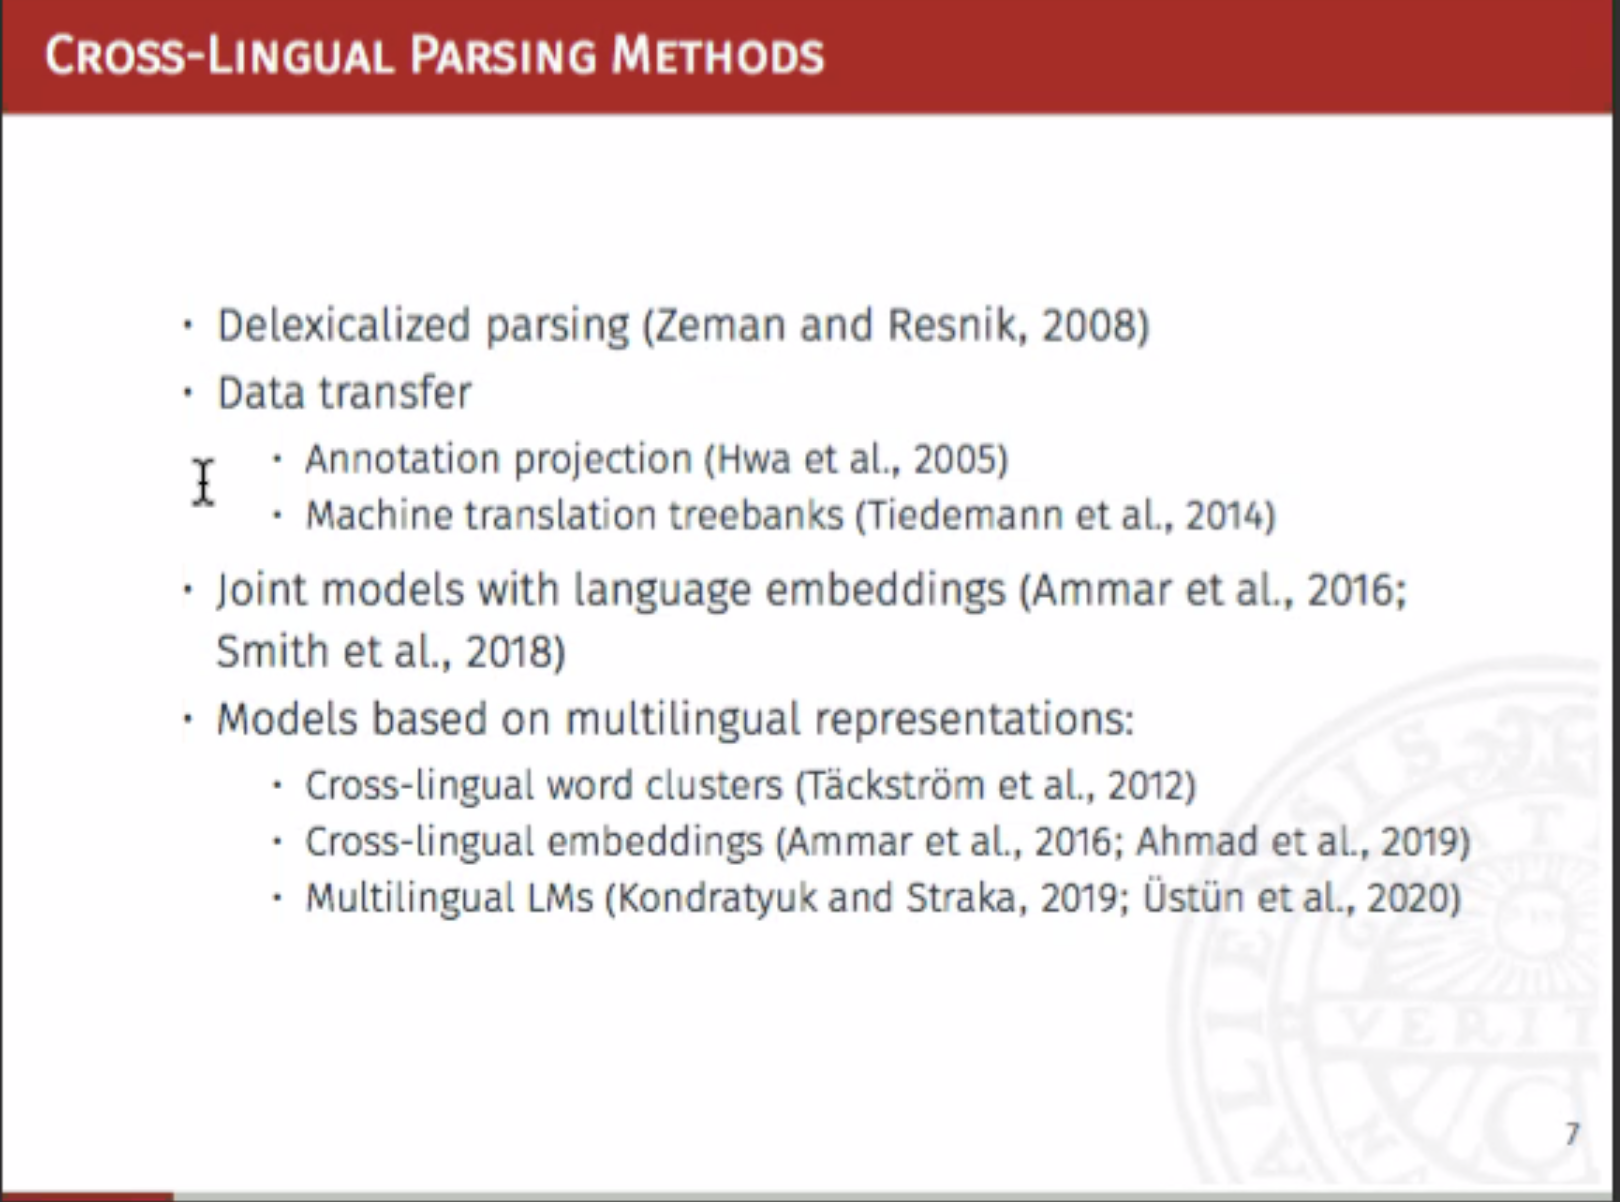 CROSS-LINGUAL PARSING METHODS
· Delexicalized parsing (Zeman and Resnik, 2008)
· Data transfer
· Annotation projection (Hwa et al., 2005)
· Machine translation treebanks (Tiedemann et al., 2014)
· Joint models with language embeddings (Ammar et al., 2016;
Smith et al., 2018)
· Models based on multilingual representations:
· Cross-lingual word clusters (Täckström et al., 2012)
· Cross-lingual embeddings (Ammar et al., 2016; Ahmad et al., 2019)
· Multilingual LMs (Kondratyuk and Straka, 2019; Üstün et al., 2020)
7